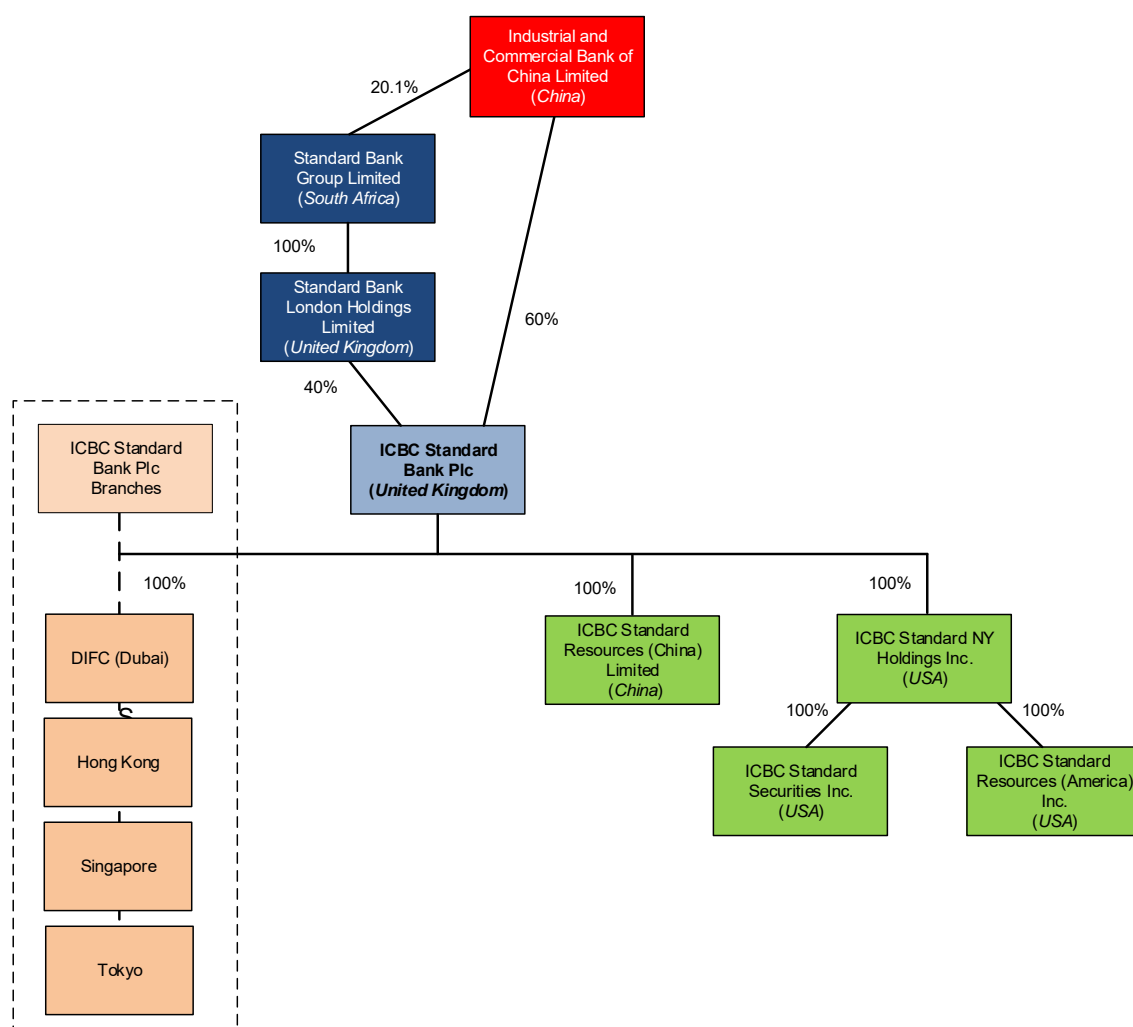 Industrial and
Commercial Bank of
China Limited
(China)
20.1%
Standard Bank
Group Limited
(South Africa)
100%
Standard Bank
London Holdings
Limited
(United Kingdom)
60%
40%
ICBC Standard
Bank Plc
Branches
ICBC Standard
Bank Plc
(United Kingdom)
100%
100%
100%
DIFC (Dubai)
ICBC Standard
Resources (China)
Limited
(China)
ICBC Standard NY
Holdings Inc.
(USA)
100%
100%
Hong Kong
ICBC Standard
Securities Inc.
(USA)
ICBC Standard
Resources (America)
Inc.
(USA)
Singapore
Tokyo